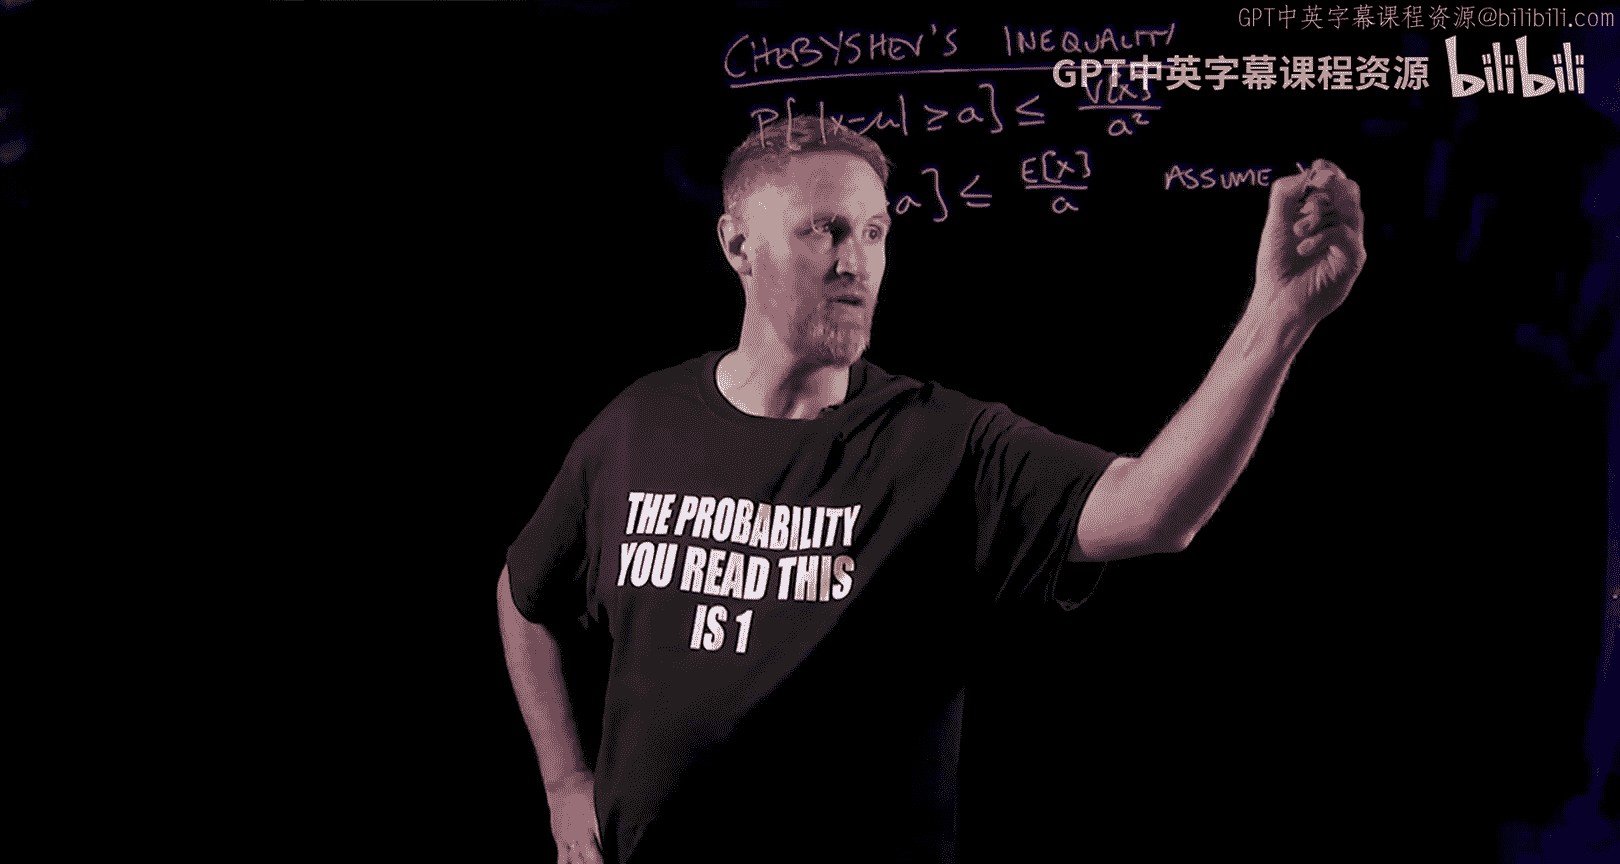 GPT中英字幕课程资源@bilibili.com
CHEBYSHEV'S INEQUALITY
GPT中英字幕课程资源 bilibili
P[|x-μ| ≥ a] ≤ V[x]/a²
a] ≤ E[x]/a ASSUME
THE PROBABILITY
YOU READ THIS
IS 1